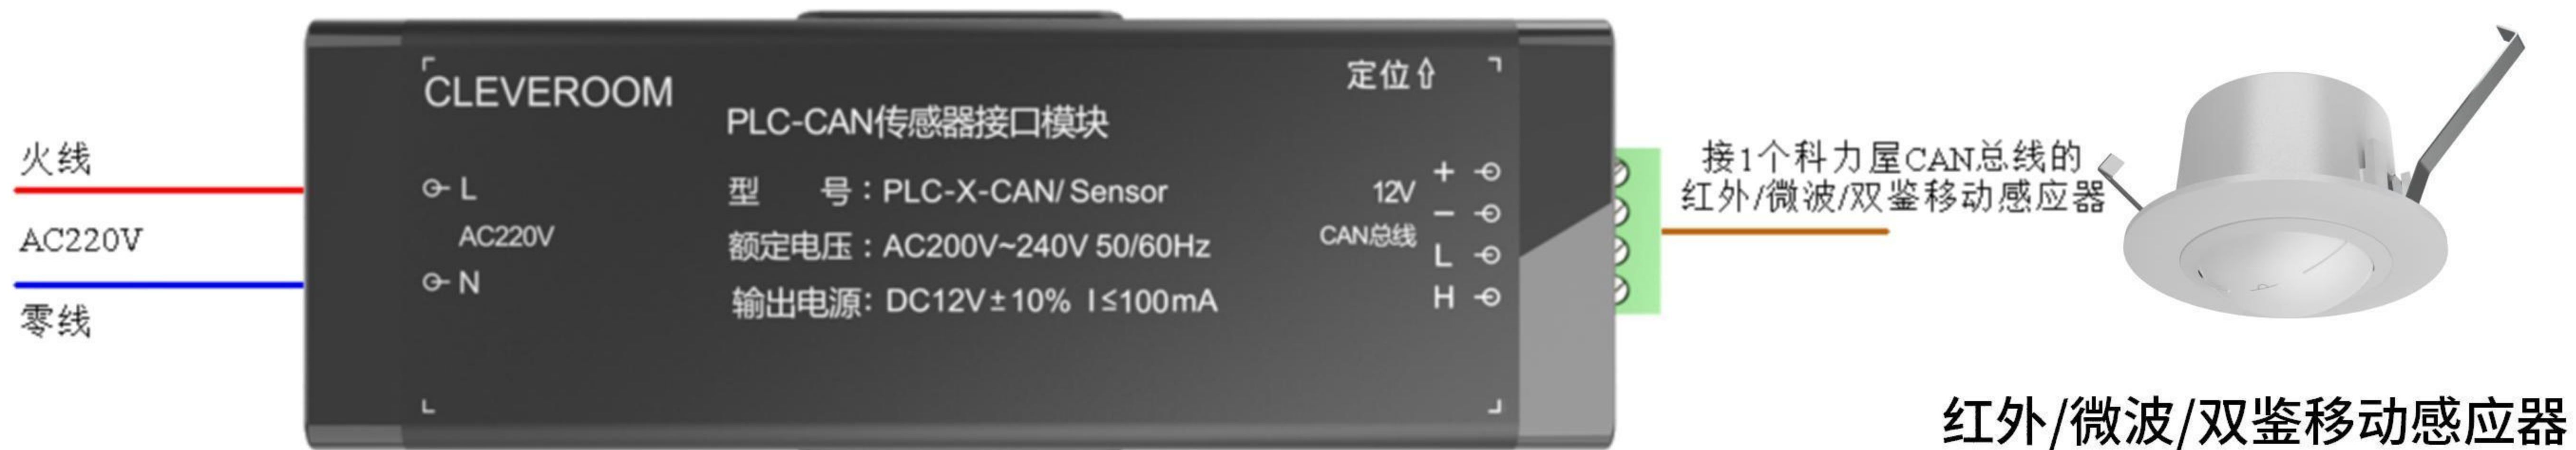 火线
AC220V
零线
CLEVEROOM
定位⇧
PLC-CAN传感器接口模块
L
AC220V
N
型 号：PLC-X-CAN/ Sensor
额定电压：AC200V~240V 50/60Hz
输出电源：DC12V±10% I≤100mA
12V
CAN总线
+
−
L
H
接1个科力屋CAN总线的
红外/微波/双鉴移动感应器
红外/微波/双鉴移动感应器